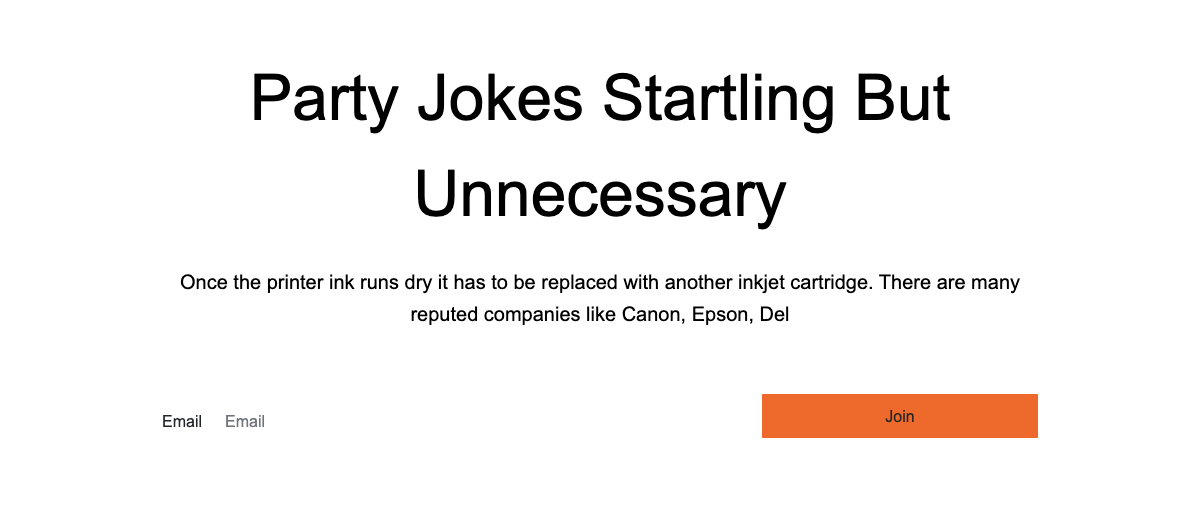 Party Jokes Startling But
Unnecessary
Once the printer ink runs dry it has to be replaced with another inkjet cartridge. There are many
reputed companies like Canon, Epson, Del
Email Email
Join